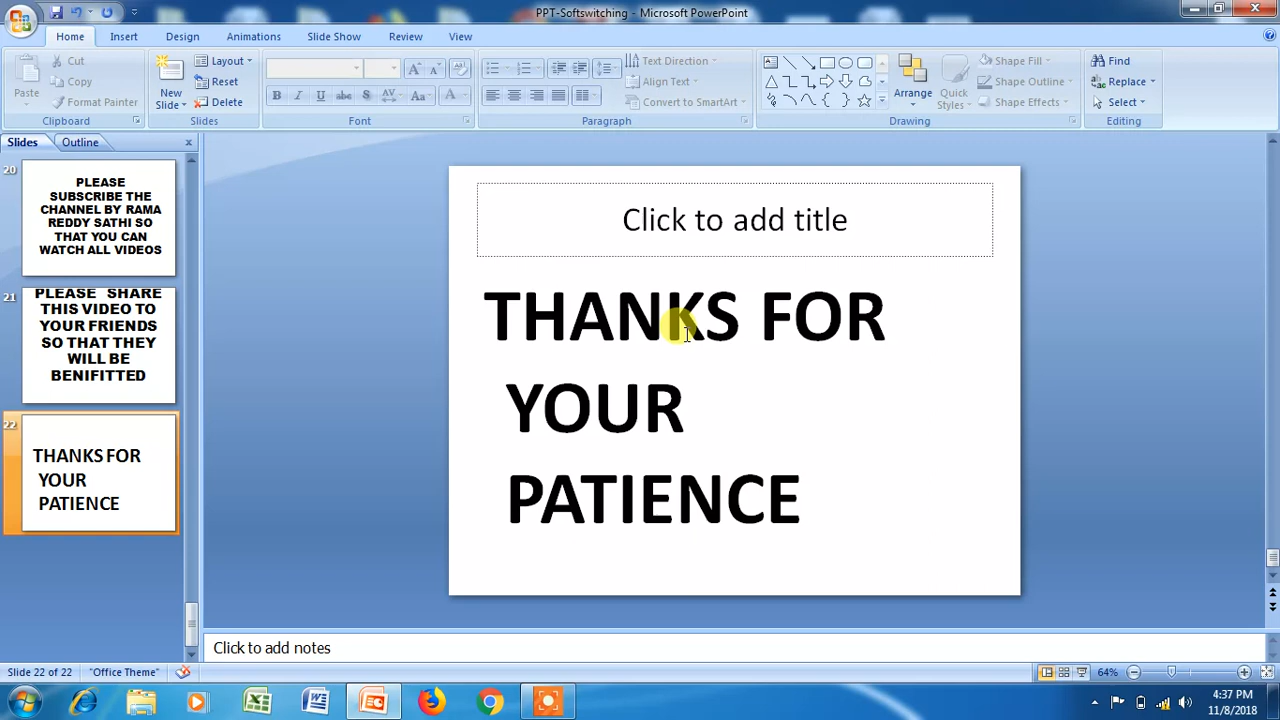 PPT-Softswitching - Microsoft PowerPoint
Home Insert Design Animations Slide Show Review View
Paste
Cut
Copy
Format Painter
Clipboard
New
Slide
Layout
Reset
Delete
Slides
B I U abc S AV Aa A
Font
Text Direction
Align Text
Convert to SmartArt
Paragraph
Arrange
Quick
Styles
Shape Fill
Shape Outline
Shape Effects
Drawing
Find
Replace
Select
Editing
Slides Outline
20
PLEASE
SUBSCRIBE THE
CHANNEL BY RAMA
REDDY SATHI SO
THAT YOU CAN
WATCH ALL VIDEOS
21
PLEASE SHARE
THIS VIDEO TO
YOUR FRIENDS
SO THAT THEY
WILL BE
BENIFITTED
22
THANKS FOR
YOUR
PATIENCE
Click to add title
THANKS FOR
YOUR
PATIENCE
Click to add notes
Slide 22 of 22 "Office Theme" 64%
4:37 PM
11/8/2018